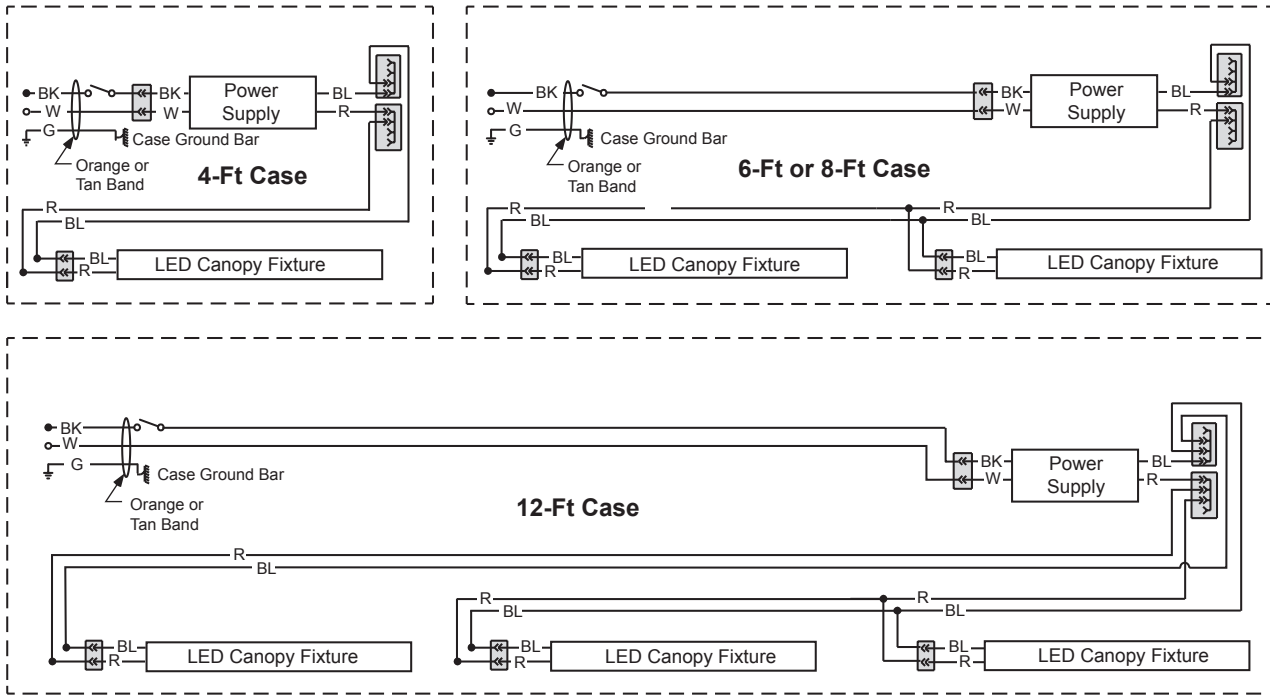 BK
BK
Power
Supply
BL
W
W
R
G
Case Ground Bar
Orange or
Tan Band
4-Ft Case
R
BL
BL
R
LED Canopy Fixture
BK
BK
Power
Supply
BL
W
W
R
G
Case Ground Bar
Orange or
Tan Band
6-Ft or 8-Ft Case
R
R
BL
BL
BL
R
LED Canopy Fixture
BL
R
LED Canopy Fixture
BK
W
G
Case Ground Bar
Orange or
Tan Band
BK
W
Power
Supply
BL
R
12-Ft Case
R
BL
R
R
BL
BL
BL
R
LED Canopy Fixture
BL
R
LED Canopy Fixture
BL
R
LED Canopy Fixture